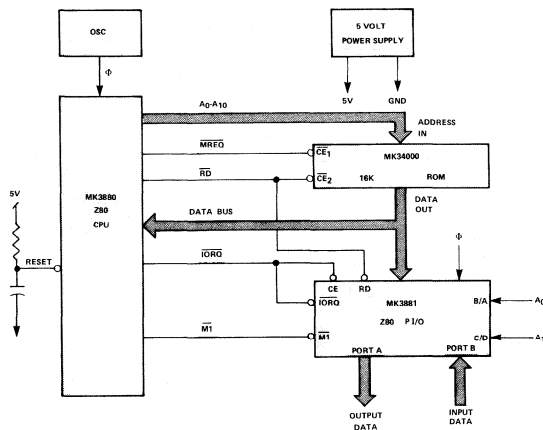 OSC
5 VOLT
POWER SUPPLY
Φ
5V
GND
A0-A10
ADDRESS
IN
MREQ
CE1
MK34000
RD
CE2
16K
ROM
MK3880
Z80
CPU
5V
DATA BUS
DATA
OUT
RESET
IORQ
Φ
CE
RD
MK3881
B/A
A0
IORQ
Z80 PI/O
M1
M1
C/D
A1
PORT A
PORT B
OUTPUT
DATA
INPUT
DATA